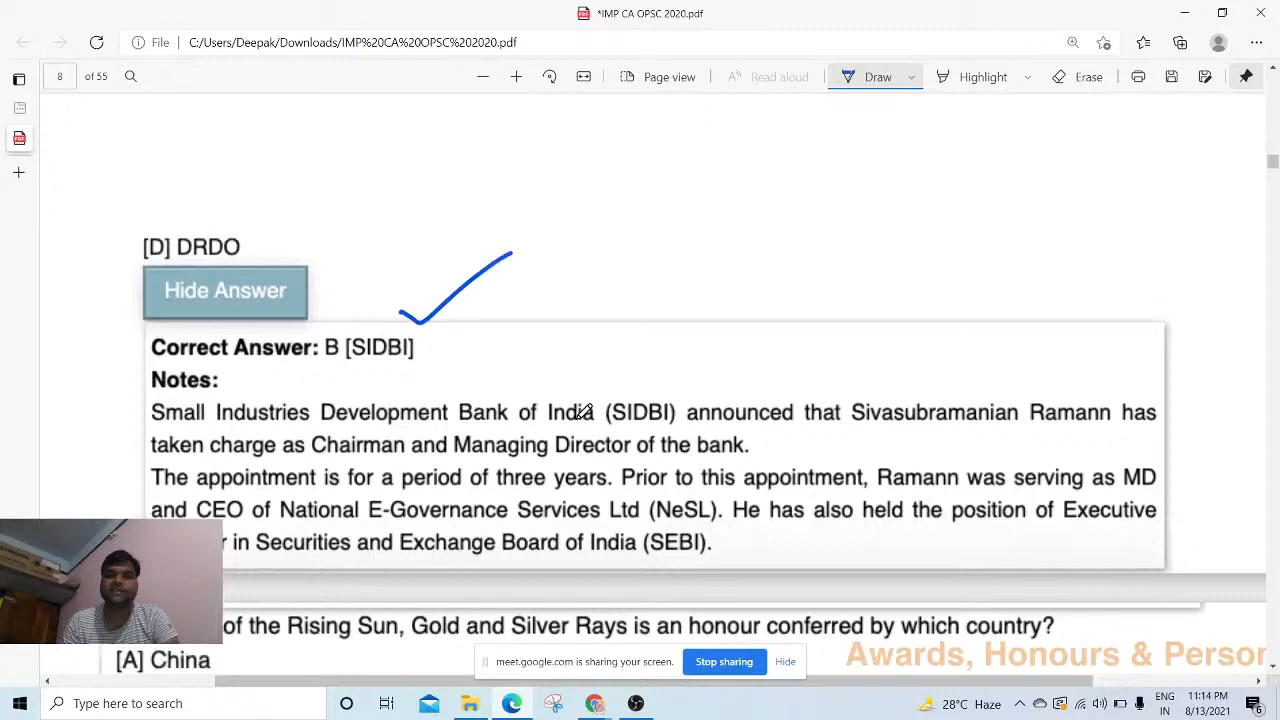 *IMP CA OPSC 2020.pdf
File C:/Users/Deepak/Downloads/IMP%20CA%20OPSC%202020.pdf
8 of 55 Page view Read aloud Draw Highlight Erase
[D] DRDO
Hide Answer
Correct Answer: B [SIDBI]
Notes:
Small Industries Development Bank of India (SIDBI) announced that Sivasubramanian Ramann has
taken charge as Chairman and Managing Director of the bank.
The appointment is for a period of three years. Prior to this appointment, Ramann was serving as MD
and CEO of National E-Governance Services Ltd (NeSL). He has also held the position of Executive
r in Securities and Exchange Board of India (SEBI).
of the Rising Sun, Gold and Silver Rays is an honour conferred by which country?
[A] China
Awards, Honours & Person
meet.google.com is sharing your screen. Stop sharing Hide
Type here to search
28°C Haze
ENG
IN
11:14 PM
8/13/2021
6